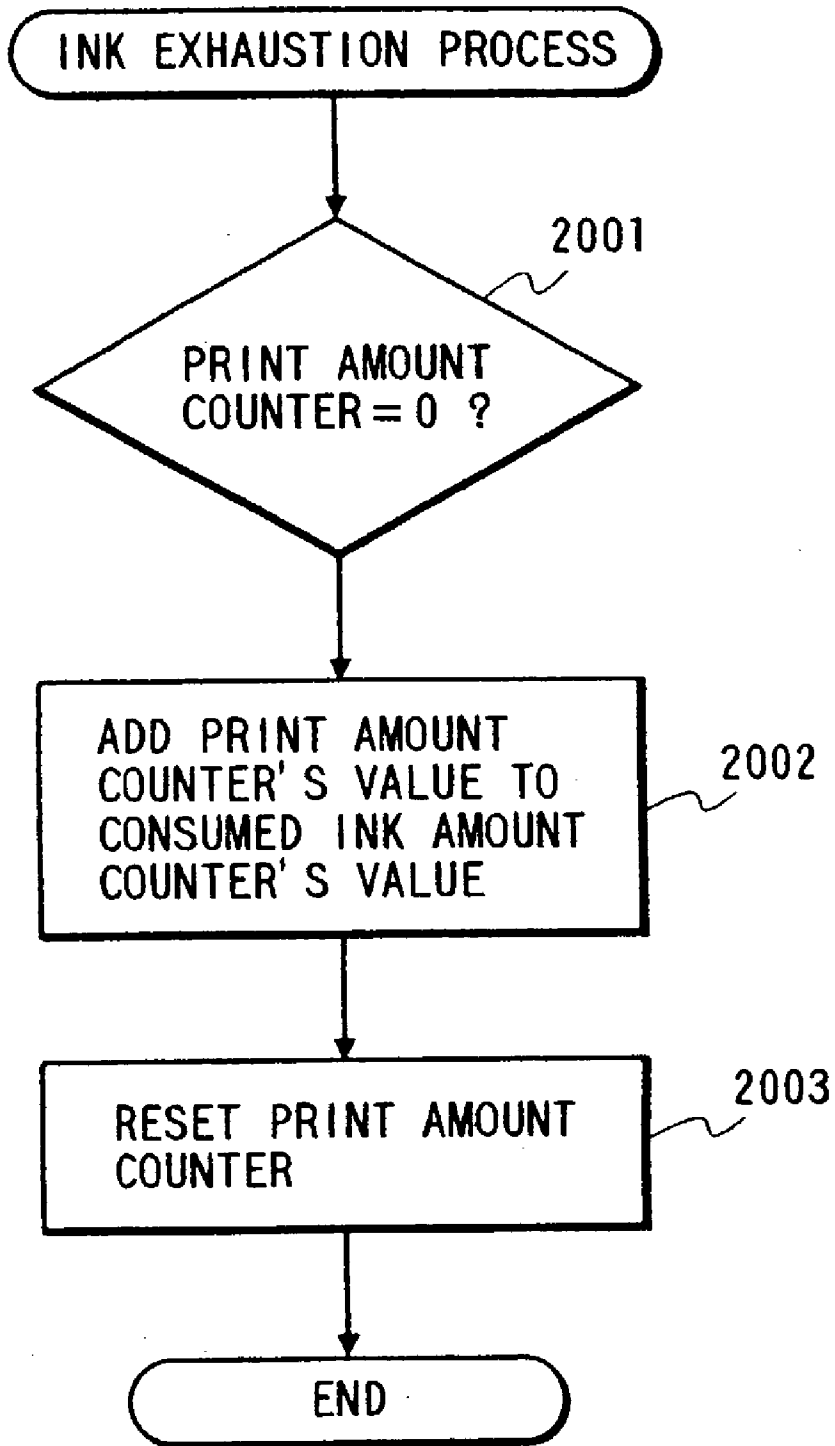 INK EXHAUSTION PROCESS
2001
PRINT AMOUNT
COUNTER=0 ?
ADD PRINT AMOUNT
COUNTER'S VALUE TO
CONSUMED INK AMOUNT
COUNTER'S VALUE
2002
RESET PRINT AMOUNT
COUNTER
2003
END